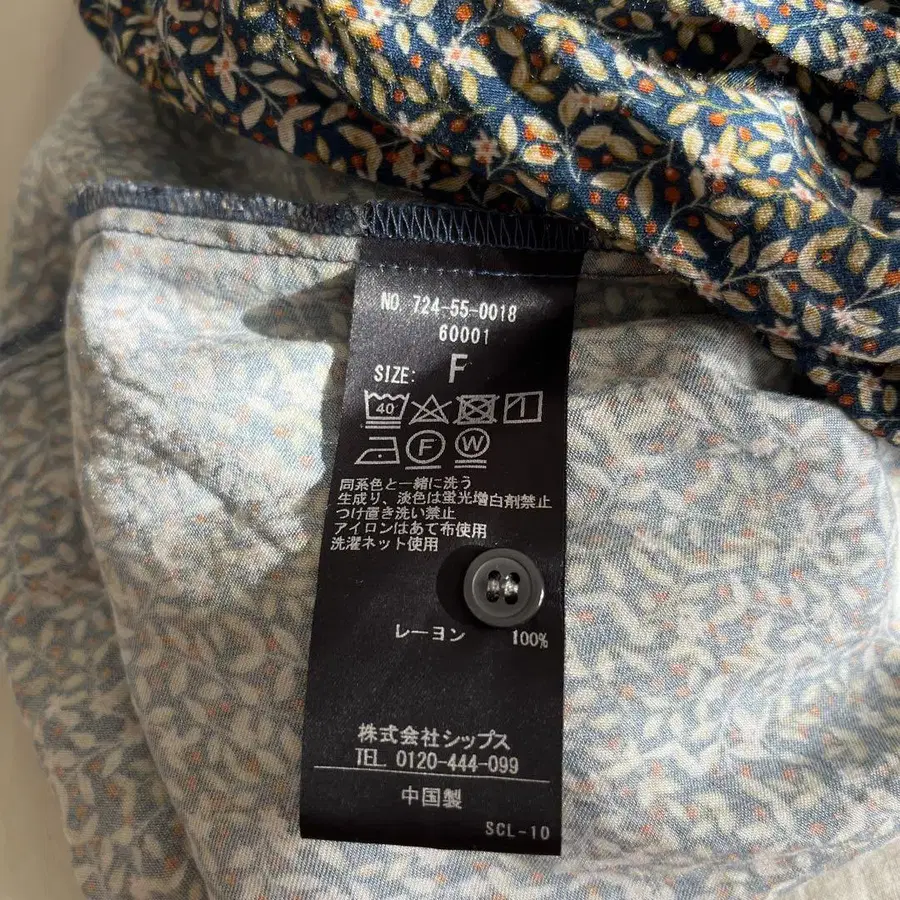 NO 724-55-0018
60001
SIZE: F
40
F W
同系色と一緒に洗う
生成り、淡色は蛍光増白剤禁止
つけ置き洗い禁止
アイロンはあて布使用
洗濯ネット使用
レーヨン 100%
株式会社シップス
TEL. 0120-444-099
中国製
SCL-10